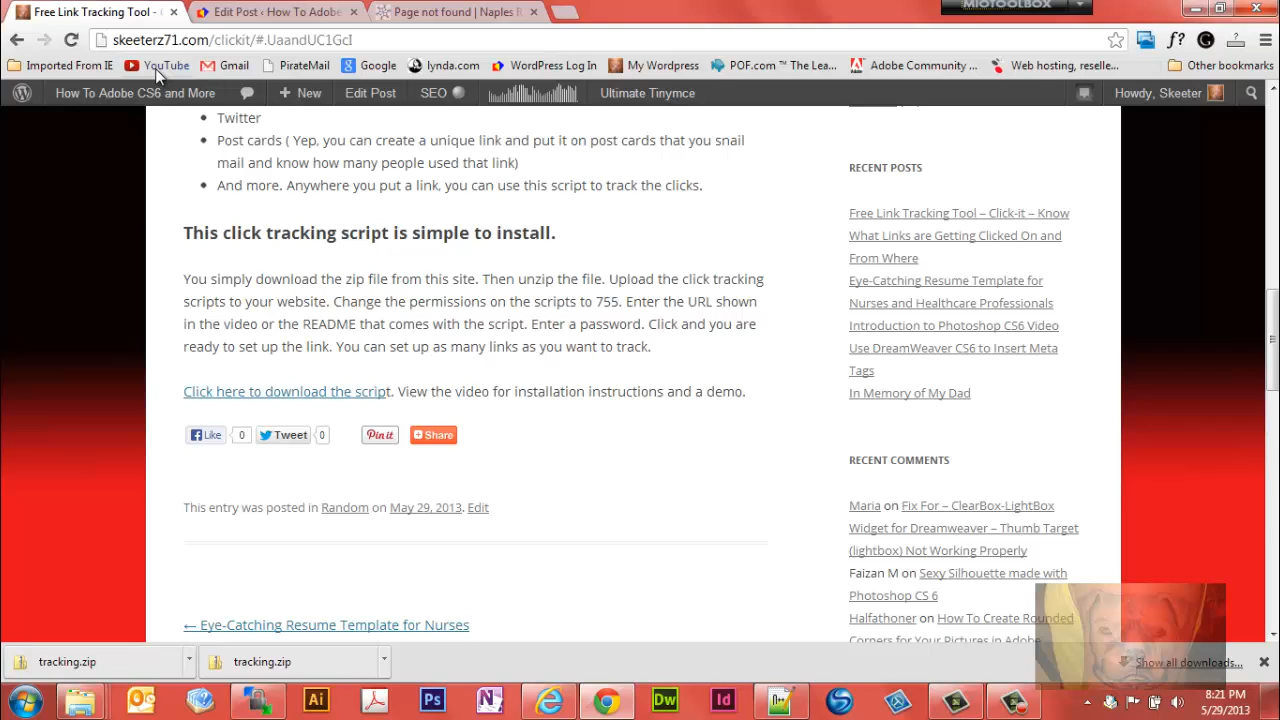 MIOTOOLBOX
Free Link Tracking Tool - C
Edit Post ‹ How To Adobe
Page not found | Naples R
skeeterz71.com/clickit/#.UaandUC1GcI
Imported From IE
YouTube
Gmail
PirateMail
Google
lynda.com
WordPress Log In
My Wordpress
POF.com ™ The Lea...
Adobe Community ...
Web hosting, reselle...
Other bookmarks
How To Adobe CS6 and More
New
Edit Post
SEO
Ultimate Tinymce
Howdy, Skeeter
Twitter
Post cards ( Yep, you can create a unique link and put it on post cards that you snail
mail and know how many people used that link)
And more. Anywhere you put a link, you can use this script to track the clicks.
This click tracking script is simple to install.
You simply download the zip file from this site. Then unzip the file. Upload the click tracking
scripts to your website. Change the permissions on the scripts to 755. Enter the URL shown
in the video or the README that comes with the script. Enter a password. Click and you are
ready to set up the link. You can set up as many links as you want to track.
Click here to download the script. View the video for installation instructions and a demo.
Like 0 Tweet 0 Pin it Share
This entry was posted in Random on May 29, 2013. Edit
← Eye-Catching Resume Template for Nurses
RECENT POSTS
Free Link Tracking Tool – Click-it – Know
What Links are Getting Clicked On and
From Where
Eye-Catching Resume Template for
Nurses and Healthcare Professionals
Introduction to Photoshop CS6 Video
Use DreamWeaver CS6 to Insert Meta
Tags
In Memory of My Dad
RECENT COMMENTS
Maria on Fix For – ClearBox-LightBox
Widget for Dreamweaver – Thumb Target
(lightbox) Not Working Properly
Faizan M on Sexy Silhouette made with
Photoshop CS 6
Halfathoner on How To Create Rounded
Corners for Your Pictures in Adobe
tracking.zip
tracking.zip
Show all downloads...
Ai
Ps
N
Dw
Id
8:21 PM
5/29/2013